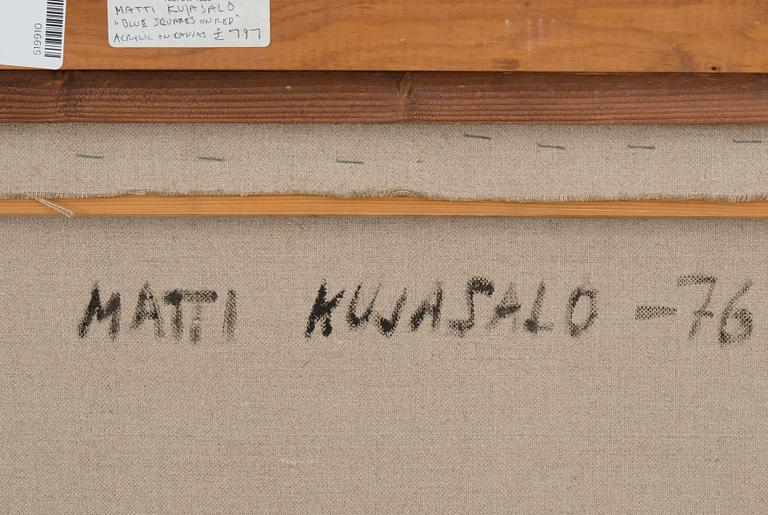 MATTI KUJASALO
"BLUE SQUARES ON RED"
ACRYLIC ON CANVAS £797
519910
MATTI KUJASALO -76